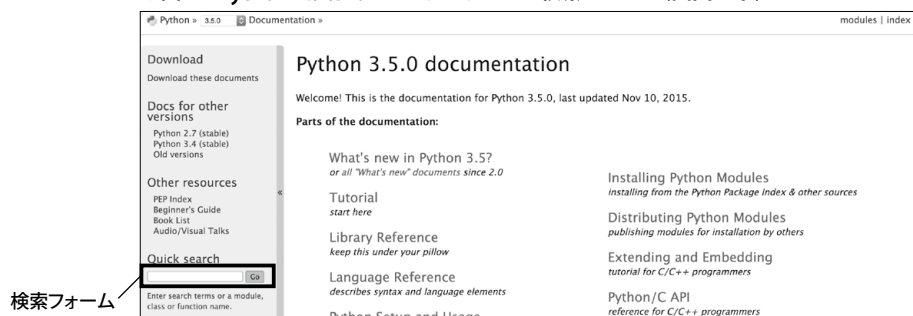 Python » 3.5.0 Documentation »
modules | index
Download
Download these documents
Docs for other
versions
Python 2.7 (stable)
Python 3.4 (stable)
Old versions
Other resources
PEP Index
Beginner's Guide
Book List
Audio/Visual Talks
Quick search
Go
Enter search terms or a module,
class or function name.
検索フォーム
«
Python 3.5.0 documentation
Welcome! This is the documentation for Python 3.5.0, last updated Nov 10, 2015.
Parts of the documentation:
What's new in Python 3.5?
or all "What's new" documents since 2.0
Tutorial
start here
Library Reference
keep this under your pillow
Language Reference
describes syntax and language elements
Python Setup and Usage
Installing Python Modules
installing from the Python Package Index & other sources
Distributing Python Modules
publishing modules for installation by others
Extending and Embedding
tutorial for C/C++ programmers
Python/C API
reference for C/C++ programmers